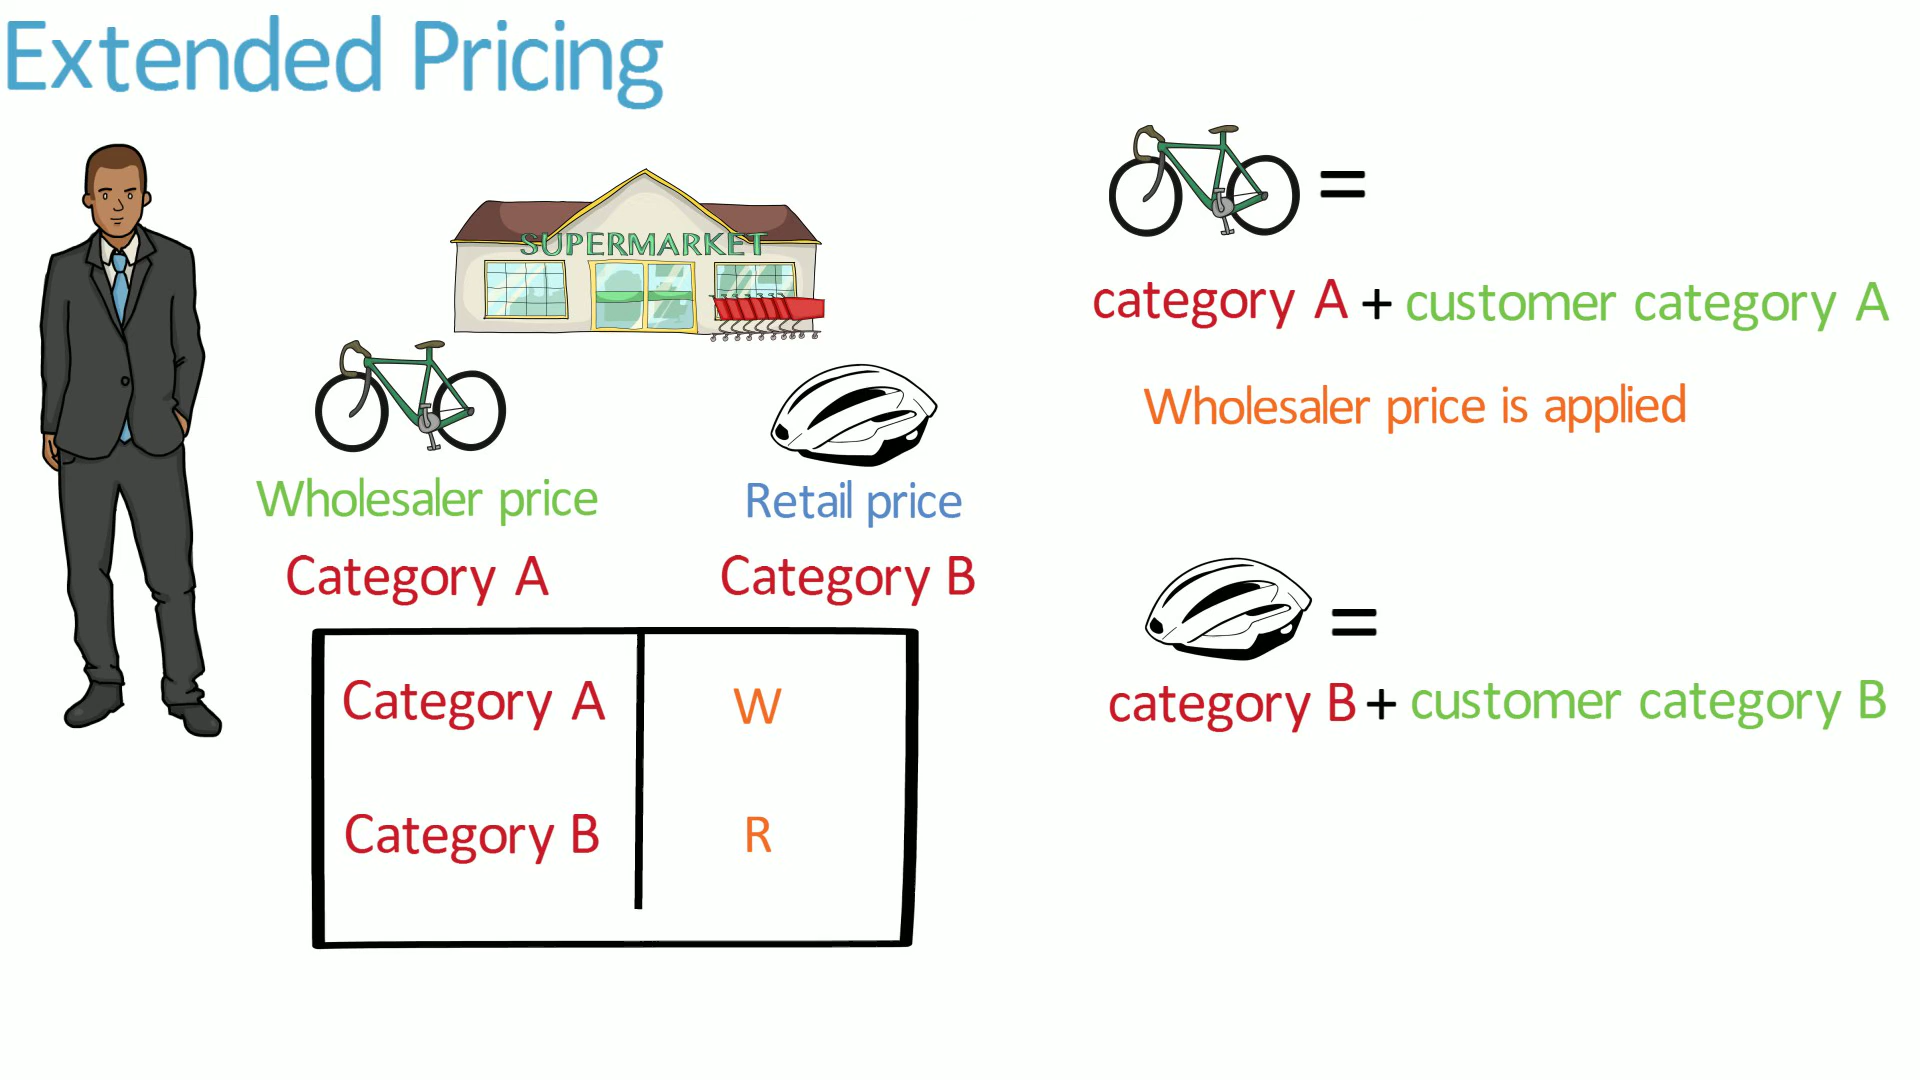 Extended Pricing
SUPERMARKET
Wholesaler price
Retail price
Category A
Category B
Category A
W
Category B
R
=
category A + customer category A
Wholesaler price is applied
=
category B + customer category B